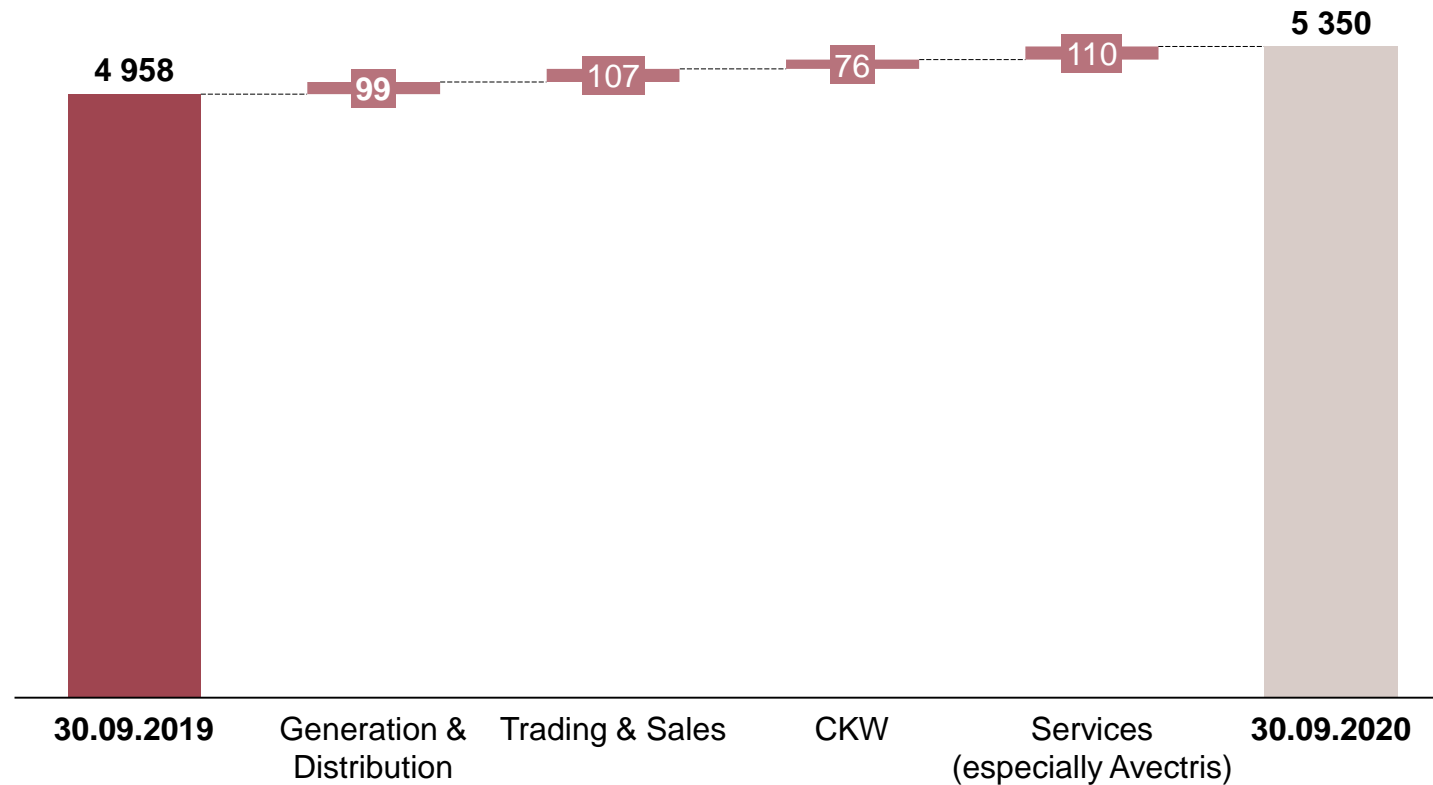 4 958
99
107
76
110
5 350
30.09.2019
Generation &
Distribution
Trading & Sales
CKW
Services
(especially Avectris)
30.09.2020